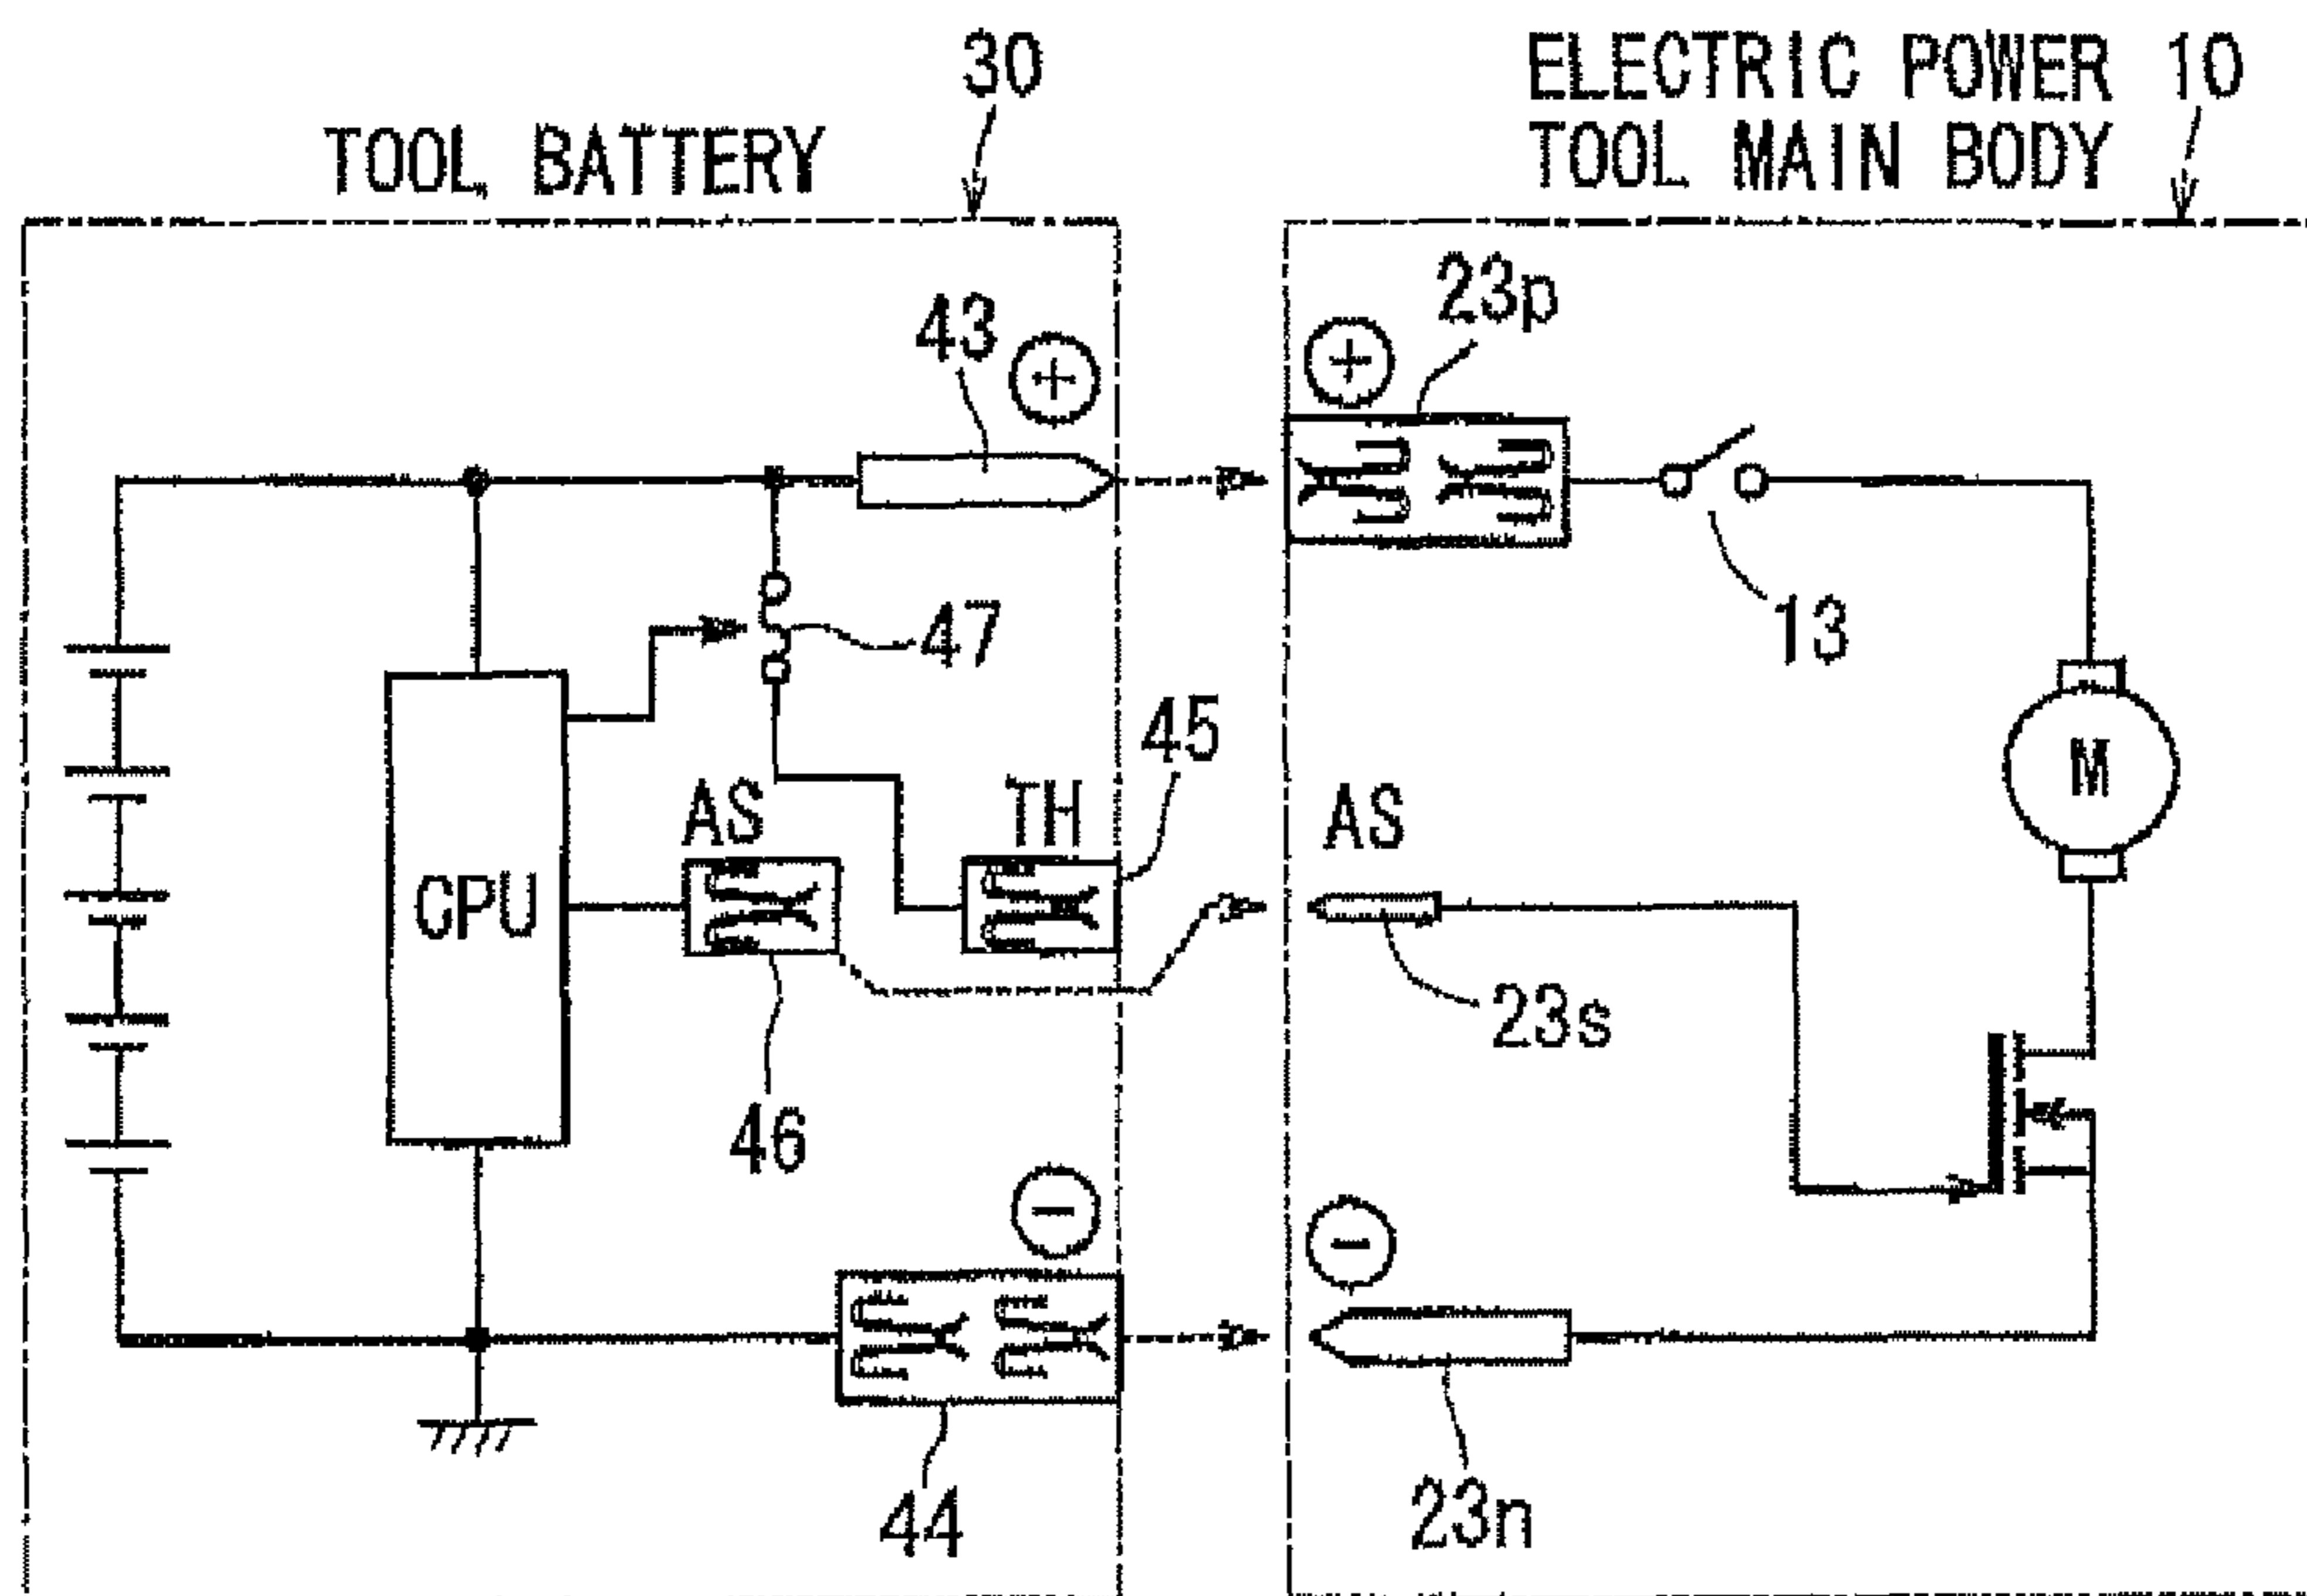 30
ELECTRIC POWER 10
TOOL BATTERY
TOOL MAIN BODY
43
+
+
23p
47
13
45
M
AS
TH
AS
CPU
23s
46
−
−
44
23n